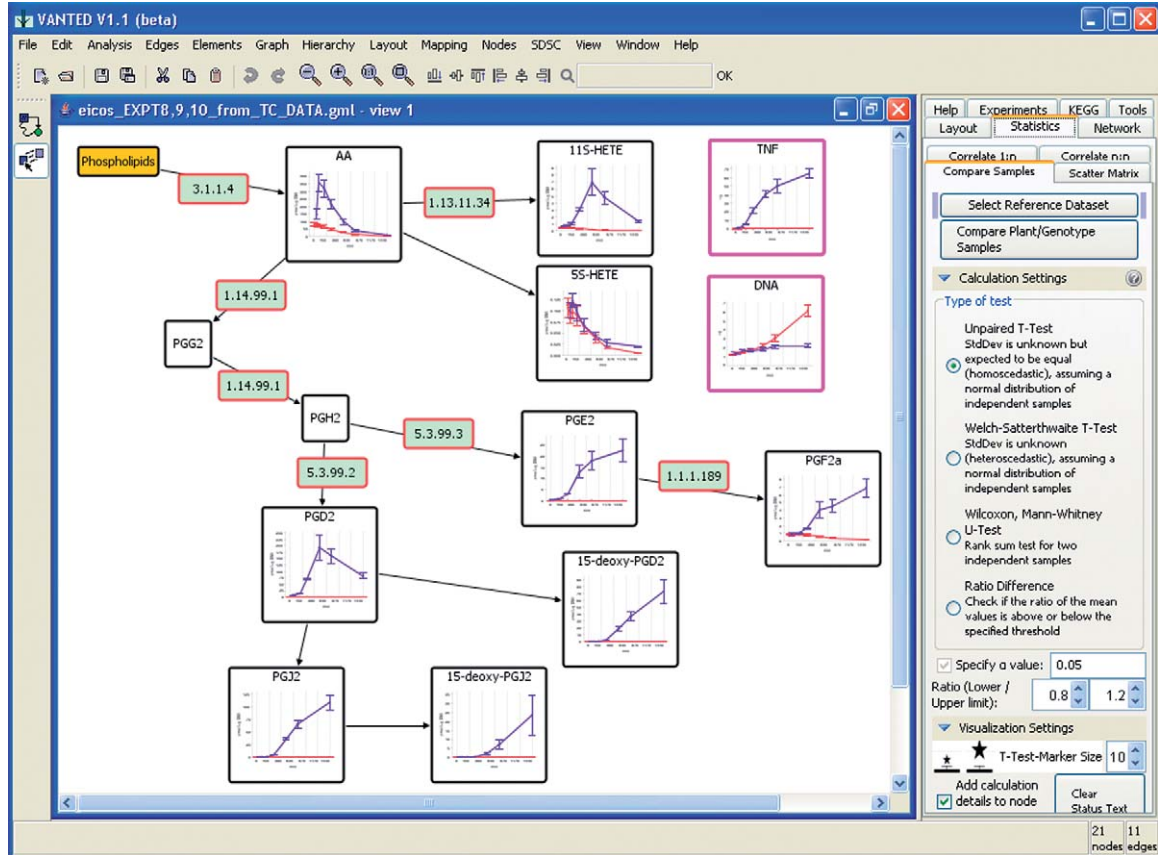 VANTED V1.1 (beta)
File Edit Analysis Edges Elements Graph Hierarchy Layout Mapping Nodes SDSC View Window Help
OK
eicos_EXPT8,9,10_from_TC_DATA.gml - view 1
Phospholipids
3.1.1.4
AA
1.13.11.34
11S-HETE
TNF
5S-HETE
DNA
1.14.99.1
PGG2
1.14.99.1
PGH2
5.3.99.3
PGE2
5.3.99.2
1.1.1.189
PGF2a
PGD2
15-deoxy-PGD2
PGJ2
15-deoxy-PGJ2
Help Experiments KEGG Tools
Layout Statistics Network
Correlate 1:n Correlate n:n
Compare Samples Scatter Matrix
Select Reference Dataset
Compare Plant/Genotype
Samples
Calculation Settings
Type of test
Unpaired T-Test
StdDev is unknown but
expected to be equal
(homoscedastic), assuming a
normal distribution of
independent samples
Welch-Satterthwaite T-Test
StdDev is unknown
(heteroscedastic), assuming a
normal distribution of
independent samples
Wilcoxon, Mann-Whitney
U-Test
Rank sum test for two
independent samples
Ratio Difference
Check if the ratio of the mean
values is above or below the
specified threshold
Specify α value: 0.05
Ratio (Lower /
Upper limit): 0.8 1.2
Visualization Settings
T-Test-Marker Size 10
Add calculation
details to node
Clear
Status Text
21 11
nodes edges